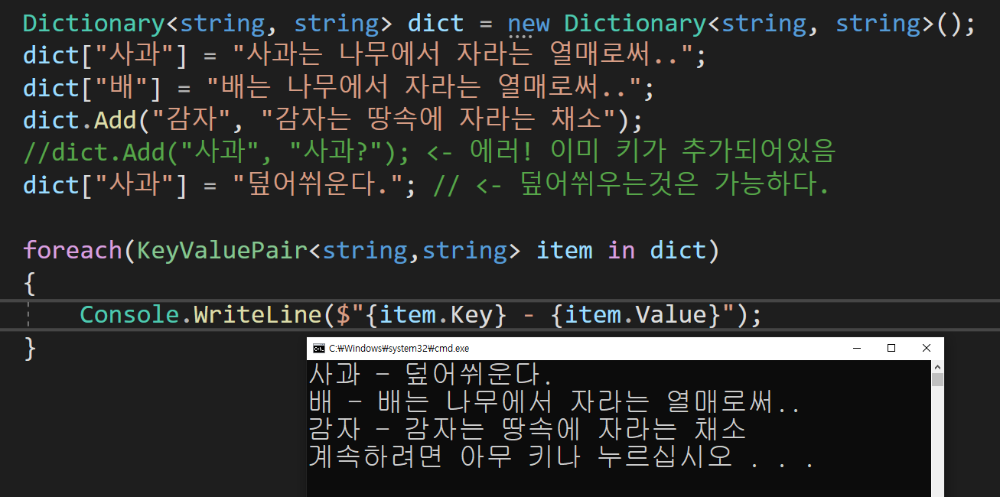 Dictionary<string, string> dict = new Dictionary<string, string>();
dict["사과"] = "사과는 나무에서 자라는 열매로써..";
dict["배"] = "배는 나무에서 자라는 열매로써..";
dict.Add("감자", "감자는 땅속에 자라는 채소");
//dict.Add("사과", "사과?"); <- 에러! 이미 키가 추가되어있음
dict["사과"] = "덮어쒸운다."; // <- 덮어쒸우는것은 가능하다.
foreach(KeyValuePair<string,string> item in dict)
{
    Console.WriteLine($"{item.Key} - {item.Value}");
}
C:₩Windows₩system32₩cmd.exe
사과 - 덮어쒸운다.
배 - 배는 나무에서 자라는 열매로써..
감자 - 감자는 땅속에 자라는 채소
계속하려면 아무 키나 누르십시오 . . .